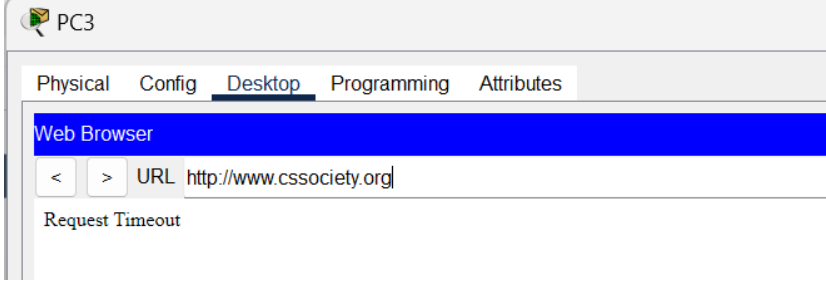 PC3
Physical Config Desktop Programming Attributes
Web Browser
< > URL http://www.cssociety.org
Request Timeout